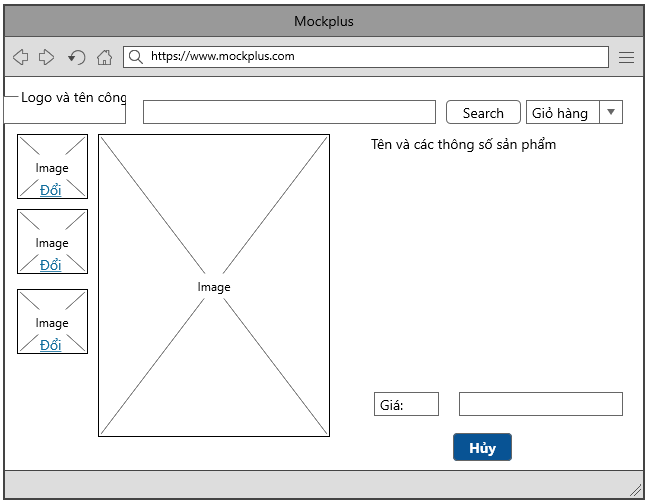 Mockplus
https://www.mockplus.com
Logo và tên công
Search
Giỏ hàng
Image
Đổi
Image
Đổi
Image
Đổi
Image
Tên và các thông số sản phẩm
Giá:
Hủy